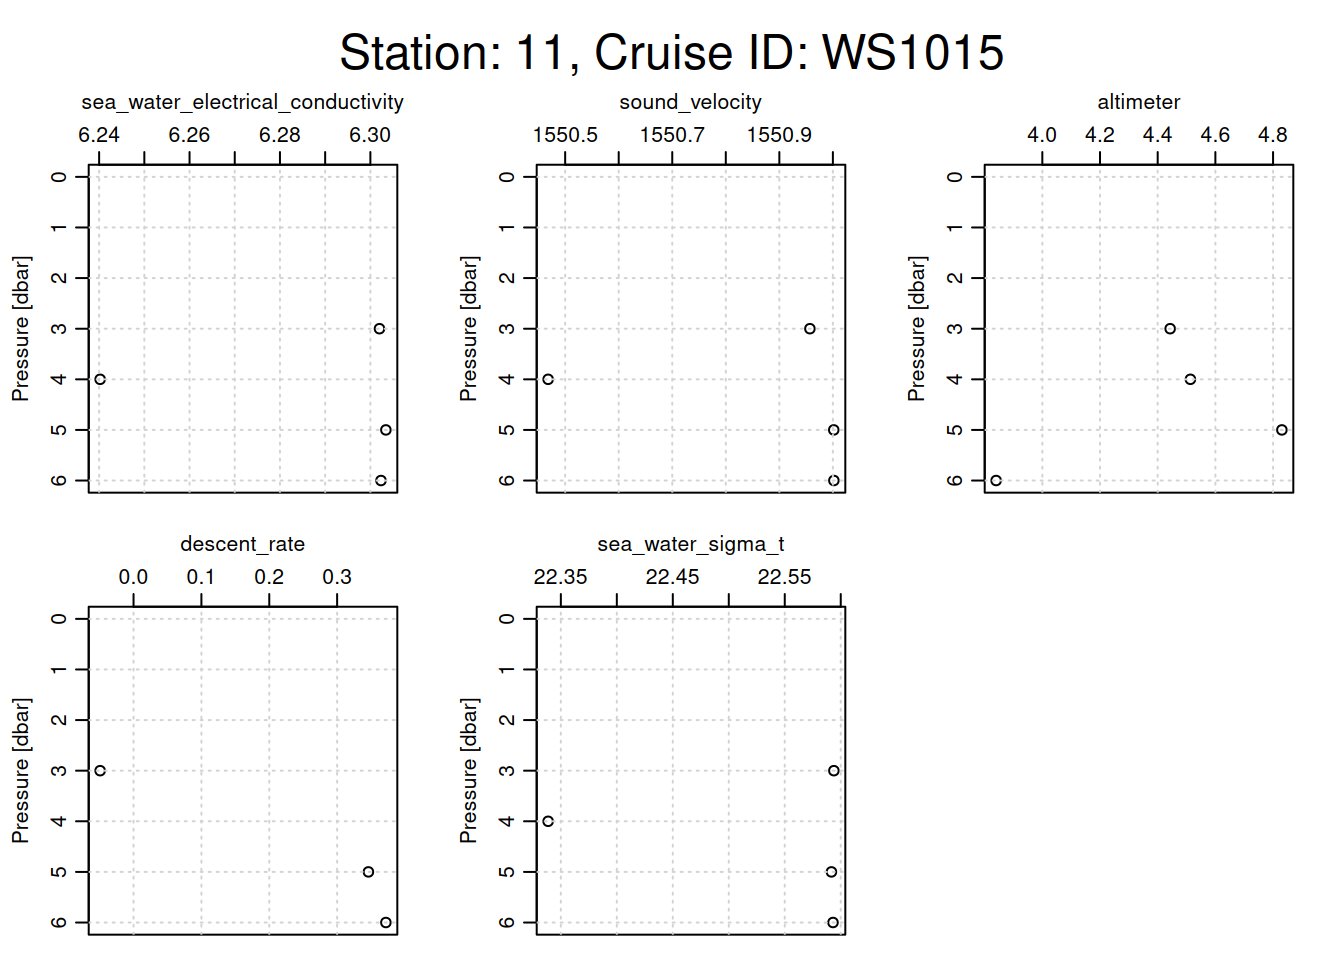 Station: 11, Cruise ID: WS1015
sea_water_electrical_conductivity
6.24 6.26 6.28 6.30
Pressure [dbar]
0
1
2
3
4
5
6
sound_velocity
1550.5 1550.7 1550.9
Pressure [dbar]
0
1
2
3
4
5
6
altimeter
4.0 4.2 4.4 4.6 4.8
Pressure [dbar]
0
1
2
3
4
5
6
descent_rate
0.0 0.1 0.2 0.3
Pressure [dbar]
0
1
2
3
4
5
6
sea_water_sigma_t
22.35 22.45 22.55
Pressure [dbar]
0
1
2
3
4
5
6